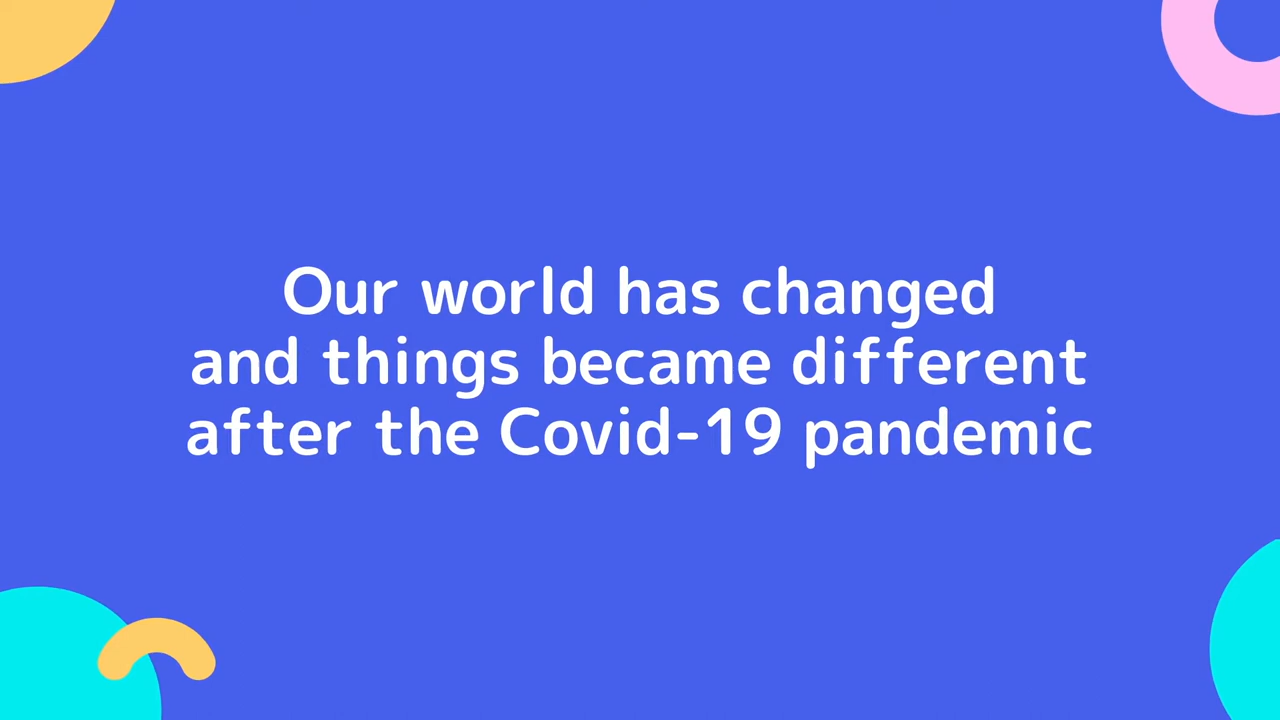 Our world has changed
and things became different
after the Covid-19 pandemic